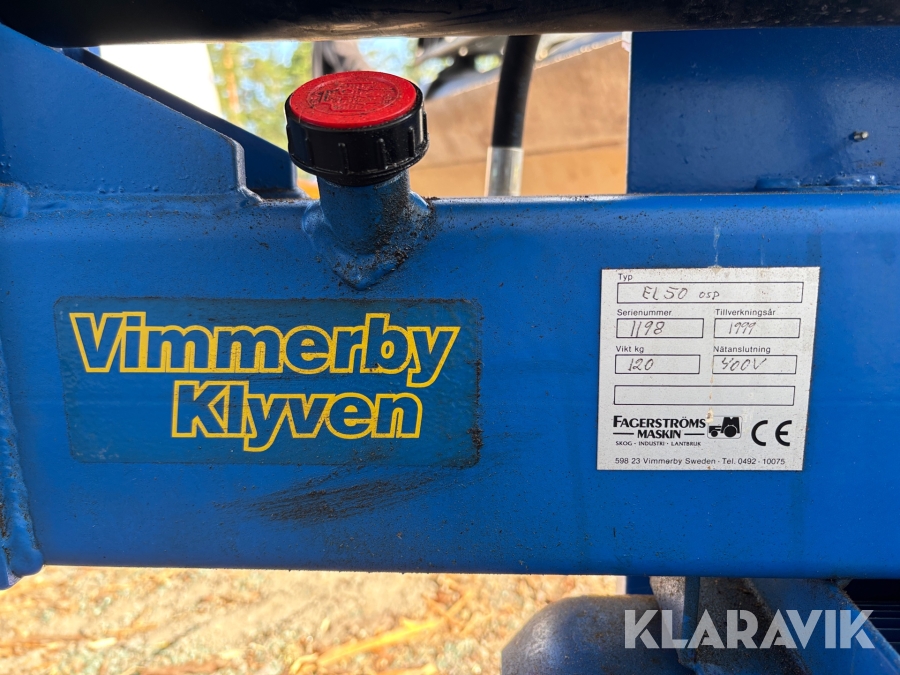 Vimmerby
Klyven
Typ
EL50 OSP
Serienummer
Tillverkningsår
1198
1999
Vikt kg
Nätanslutning
120
400V
FAGERSTRÖMS
MASKIN
SKOG · INDUSTRI · LANTBRUK
CE
598 23 Vimmerby Sweden · Tel. 0492 - 10075
KLARAVIK